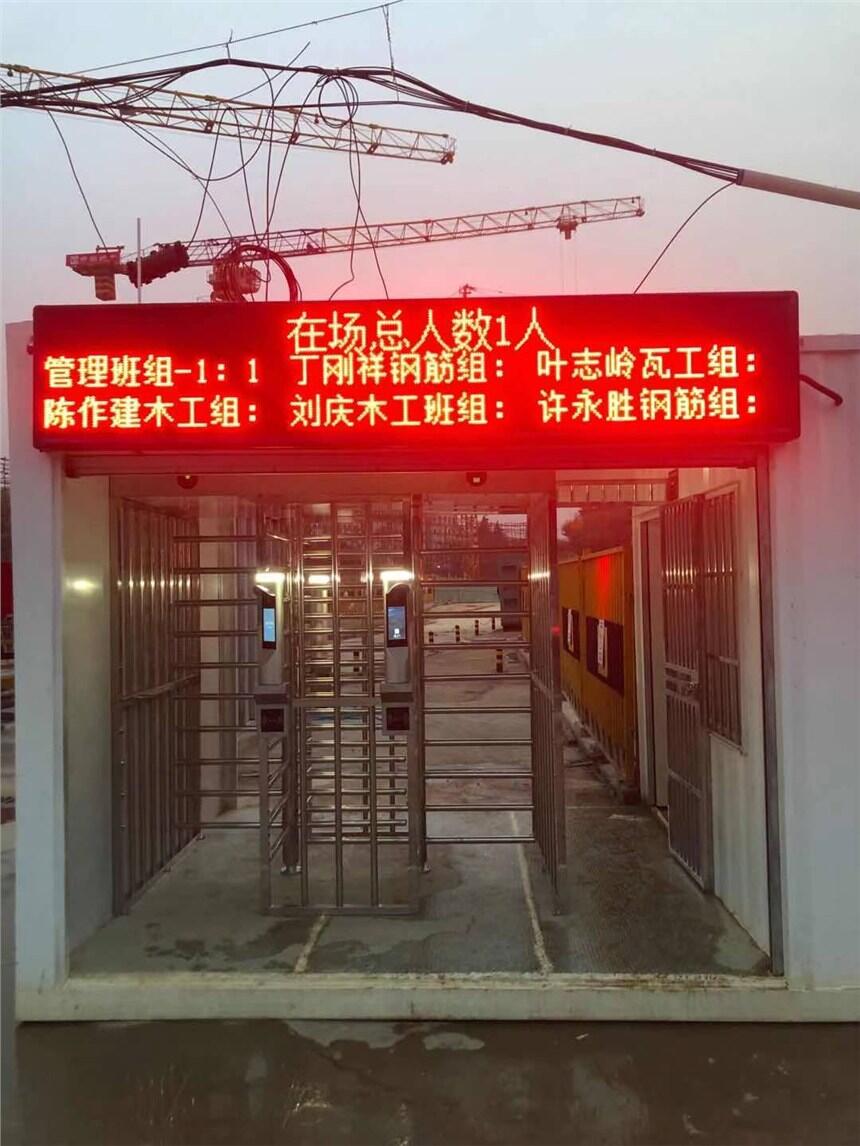 在场总人数1人
管理班组-1：1 丁刚祥钢筋组： 叶志岭瓦工组：
陈作建木工组： 刘庆木工班组： 许永胜钢筋组：